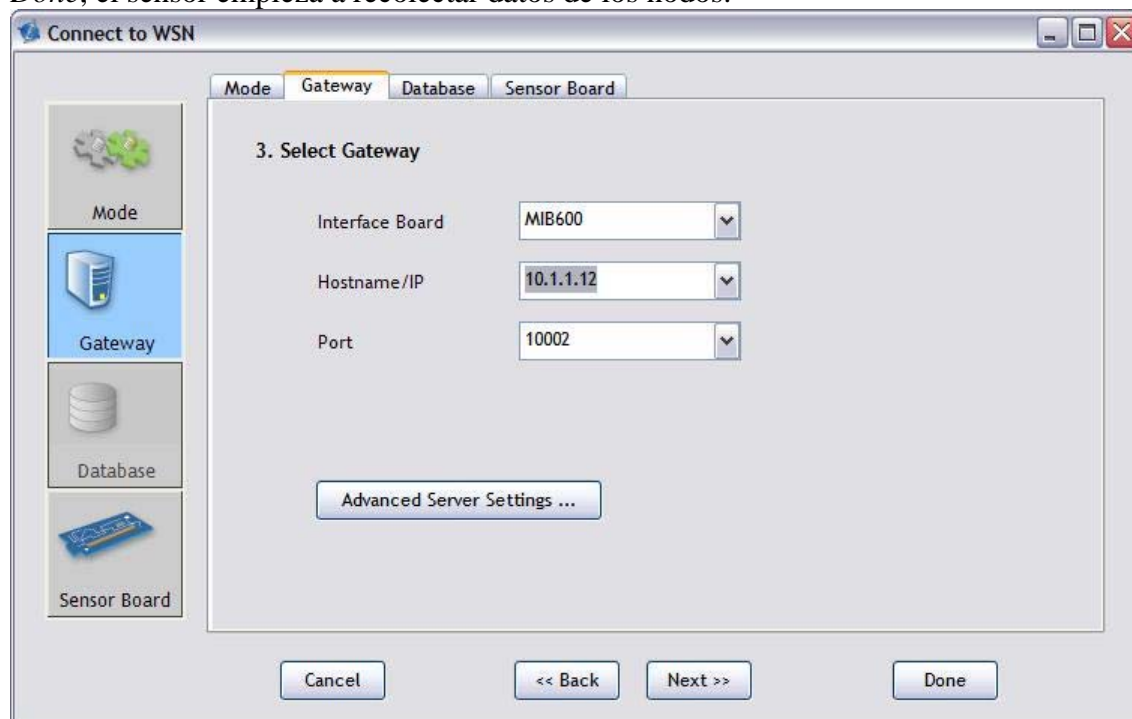 Done, el sensor empieza a recolectar datos de los nodos.
Connect to WSN
Mode Gateway Database Sensor Board
3. Select Gateway
Mode
Interface Board MIB600
Hostname/IP 10.1.1.12
Gateway
Port 10002
Database
Advanced Server Settings ...
Sensor Board
Cancel << Back Next >> Done